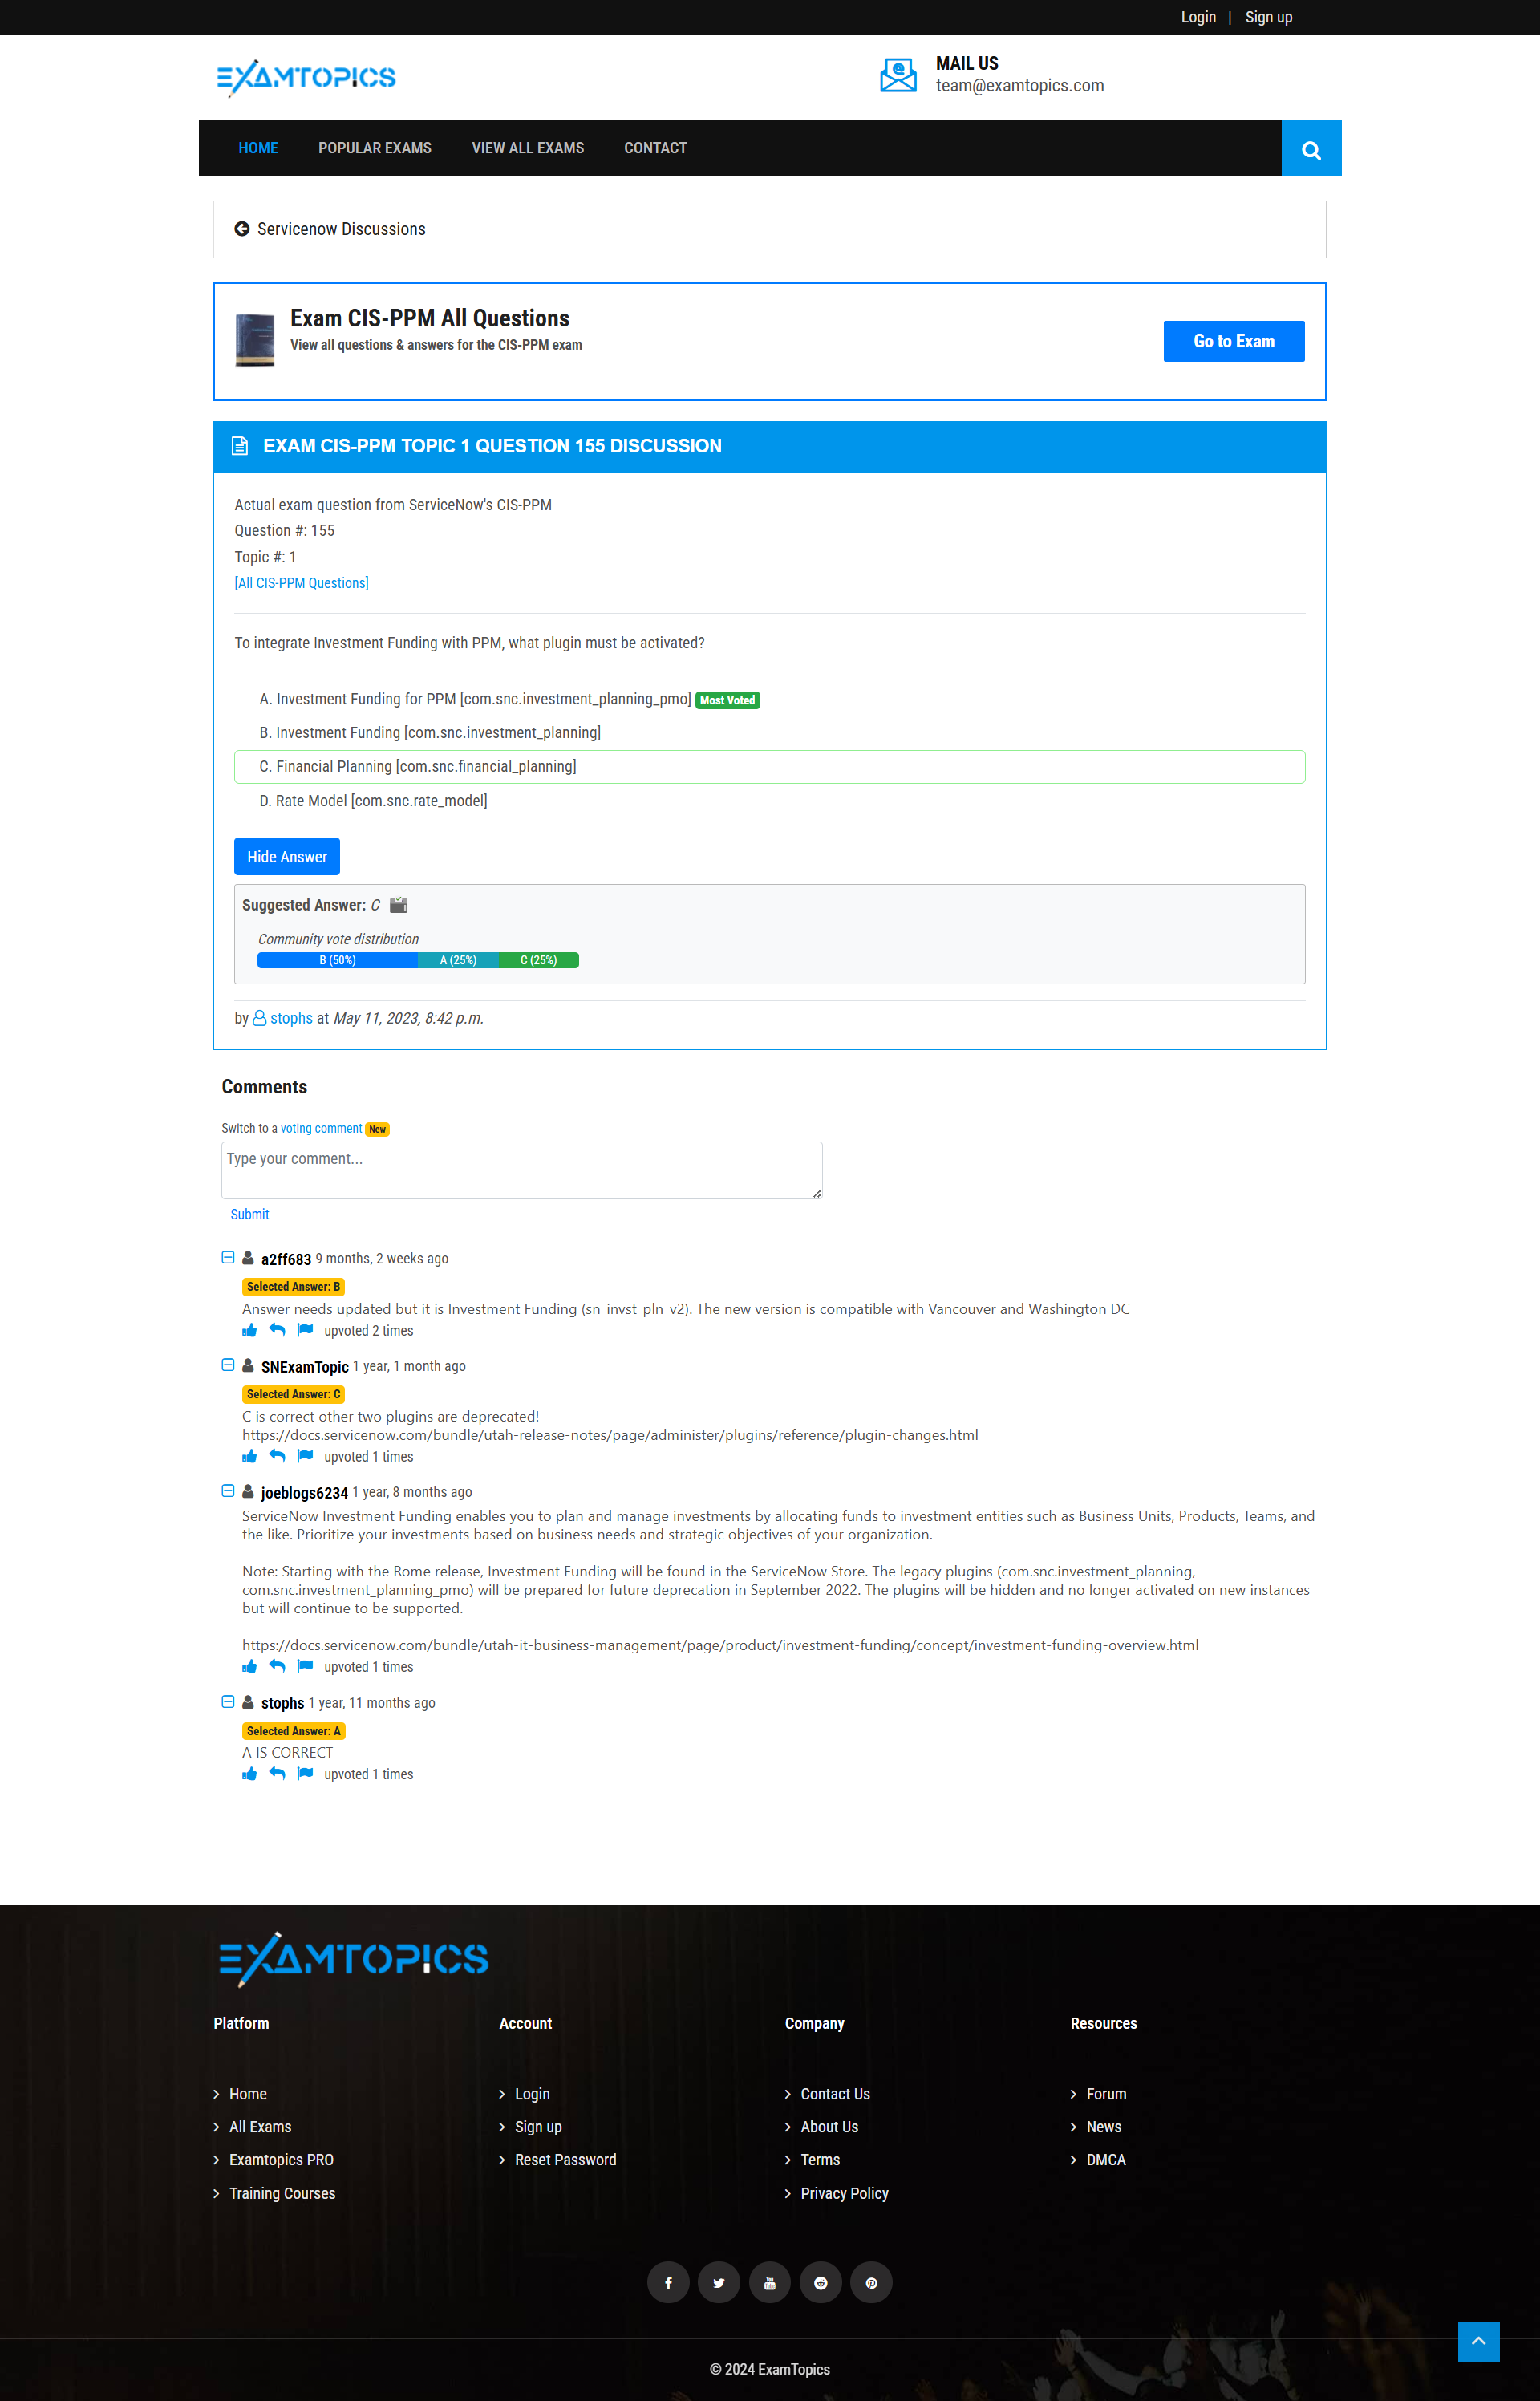 Login | Sign up
EXAMTOPICS
MAIL US
team@examtopics.com
HOME POPULAR EXAMS VIEW ALL EXAMS CONTACT
Servicenow Discussions
Exam CIS-PPM All Questions
View all questions & answers for the CIS-PPM exam
Go to Exam
EXAM CIS-PPM TOPIC 1 QUESTION 155 DISCUSSION
Actual exam question from ServiceNow's CIS-PPM
Question #: 155
Topic #: 1
[All CIS-PPM Questions]
To integrate Investment Funding with PPM, what plugin must be activated?
A. Investment Funding for PPM [com.snc.investment_planning_pmo] Most Voted
B. Investment Funding [com.snc.investment_planning]
C. Financial Planning [com.snc.financial_planning]
D. Rate Model [com.snc.rate_model]
Hide Answer
Suggested Answer: C
Community vote distribution
B (50%) A (25%) C (25%)
by stophs at May 11, 2023, 8:42 p.m.
Comments
Switch to a voting comment New
Type your comment...
Submit
a2ff683 9 months, 2 weeks ago
Selected Answer: B
Answer needs updated but it is Investment Funding (sn_invst_pln_v2). The new version is compatible with Vancouver and Washington DC
upvoted 2 times
SNExamTopic 1 year, 1 month ago
Selected Answer: C
C is correct other two plugins are deprecated!
https://docs.servicenow.com/bundle/utah-release-notes/page/administer/plugins/reference/plugin-changes.html
upvoted 1 times
joeblogs6234 1 year, 8 months ago
ServiceNow Investment Funding enables you to plan and manage investments by allocating funds to investment entities such as Business Units, Products, Teams, and
the like. Prioritize your investments based on business needs and strategic objectives of your organization.
Note: Starting with the Rome release, Investment Funding will be found in the ServiceNow Store. The legacy plugins (com.snc.investment_planning,
com.snc.investment_planning_pmo) will be prepared for future deprecation in September 2022. The plugins will be hidden and no longer activated on new instances
but will continue to be supported.
https://docs.servicenow.com/bundle/utah-it-business-management/page/product/investment-funding/concept/investment-funding-overview.html
upvoted 1 times
stophs 1 year, 11 months ago
Selected Answer: A
A IS CORRECT
upvoted 1 times
EXAMTOPICS
Platform
Home
All Exams
Examtopics PRO
Training Courses
Account
Login
Sign up
Reset Password
Company
Contact Us
About Us
Terms
Privacy Policy
Resources
Forum
News
DMCA
© 2024 ExamTopics